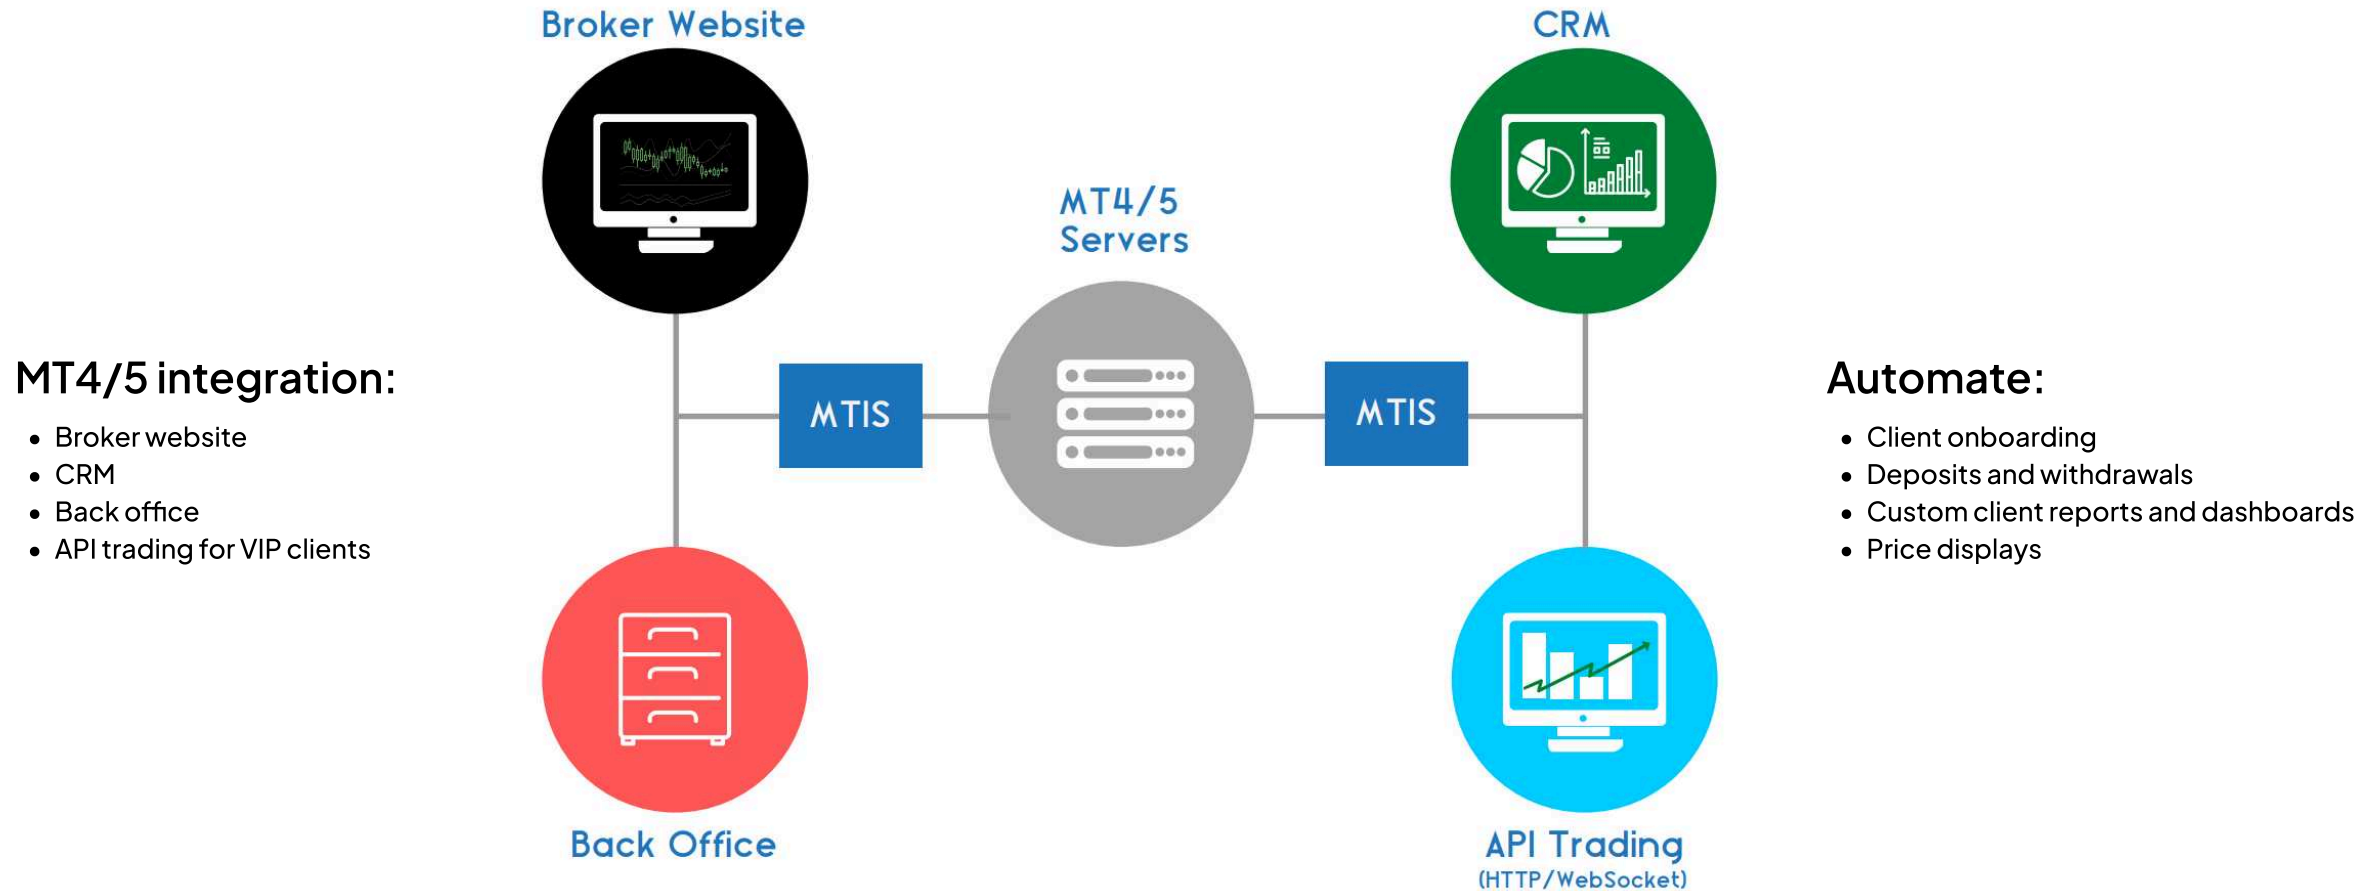 Broker Website
CRM
MT4/5
Servers
MT4/5 integration:
• Broker website
• CRM
• Back office
• API trading for VIP clients
MTIS
MTIS
Automate:
• Client onboarding
• Deposits and withdrawals
• Custom client reports and dashboards
• Price displays
Back Office
API Trading
(HTTP/WebSocket)